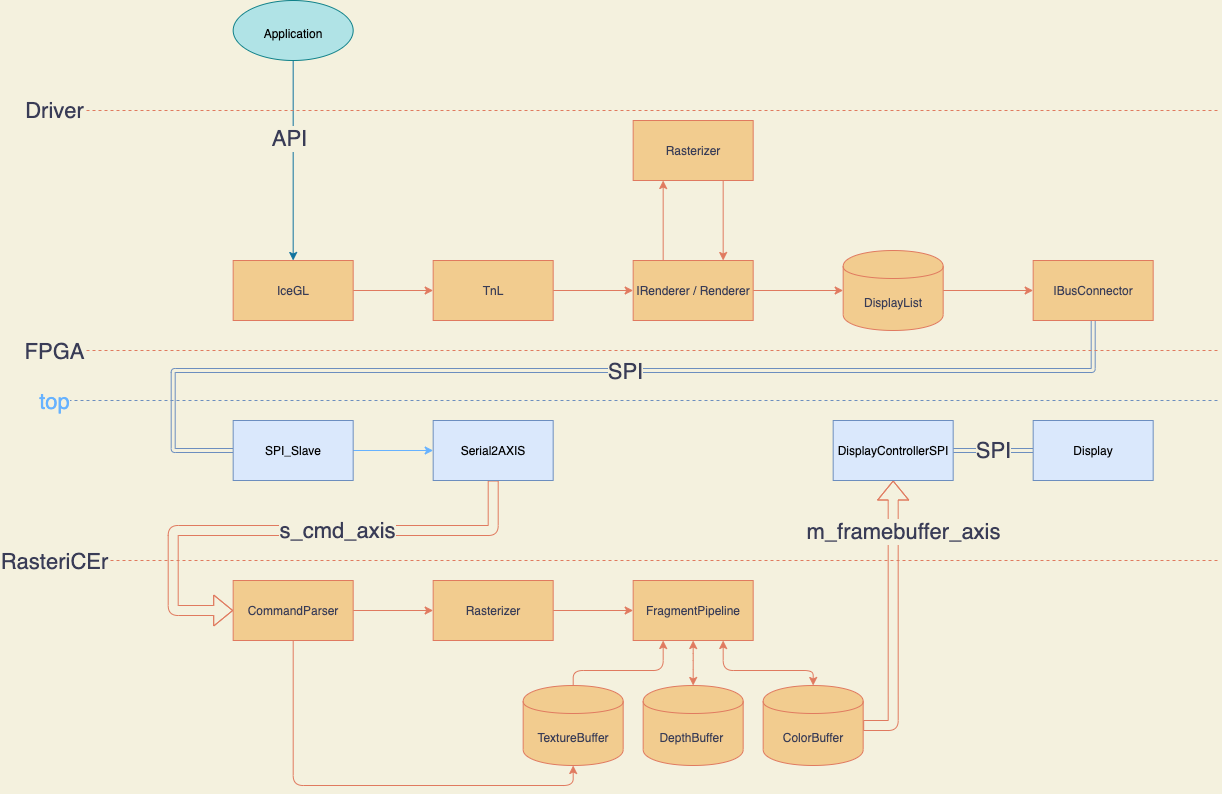 Application
Driver
API
Rasterizer
IceGL
TnL
IRenderer / Renderer
DisplayList
IBusConnector
FPGA
SPI
top
SPI_Slave
Serial2AXIS
DisplayControllerSPI
SPI
Display
s_cmd_axis
m_framebuffer_axis
RasteriCEr
CommandParser
Rasterizer
FragmentPipeline
TextureBuffer
DepthBuffer
ColorBuffer